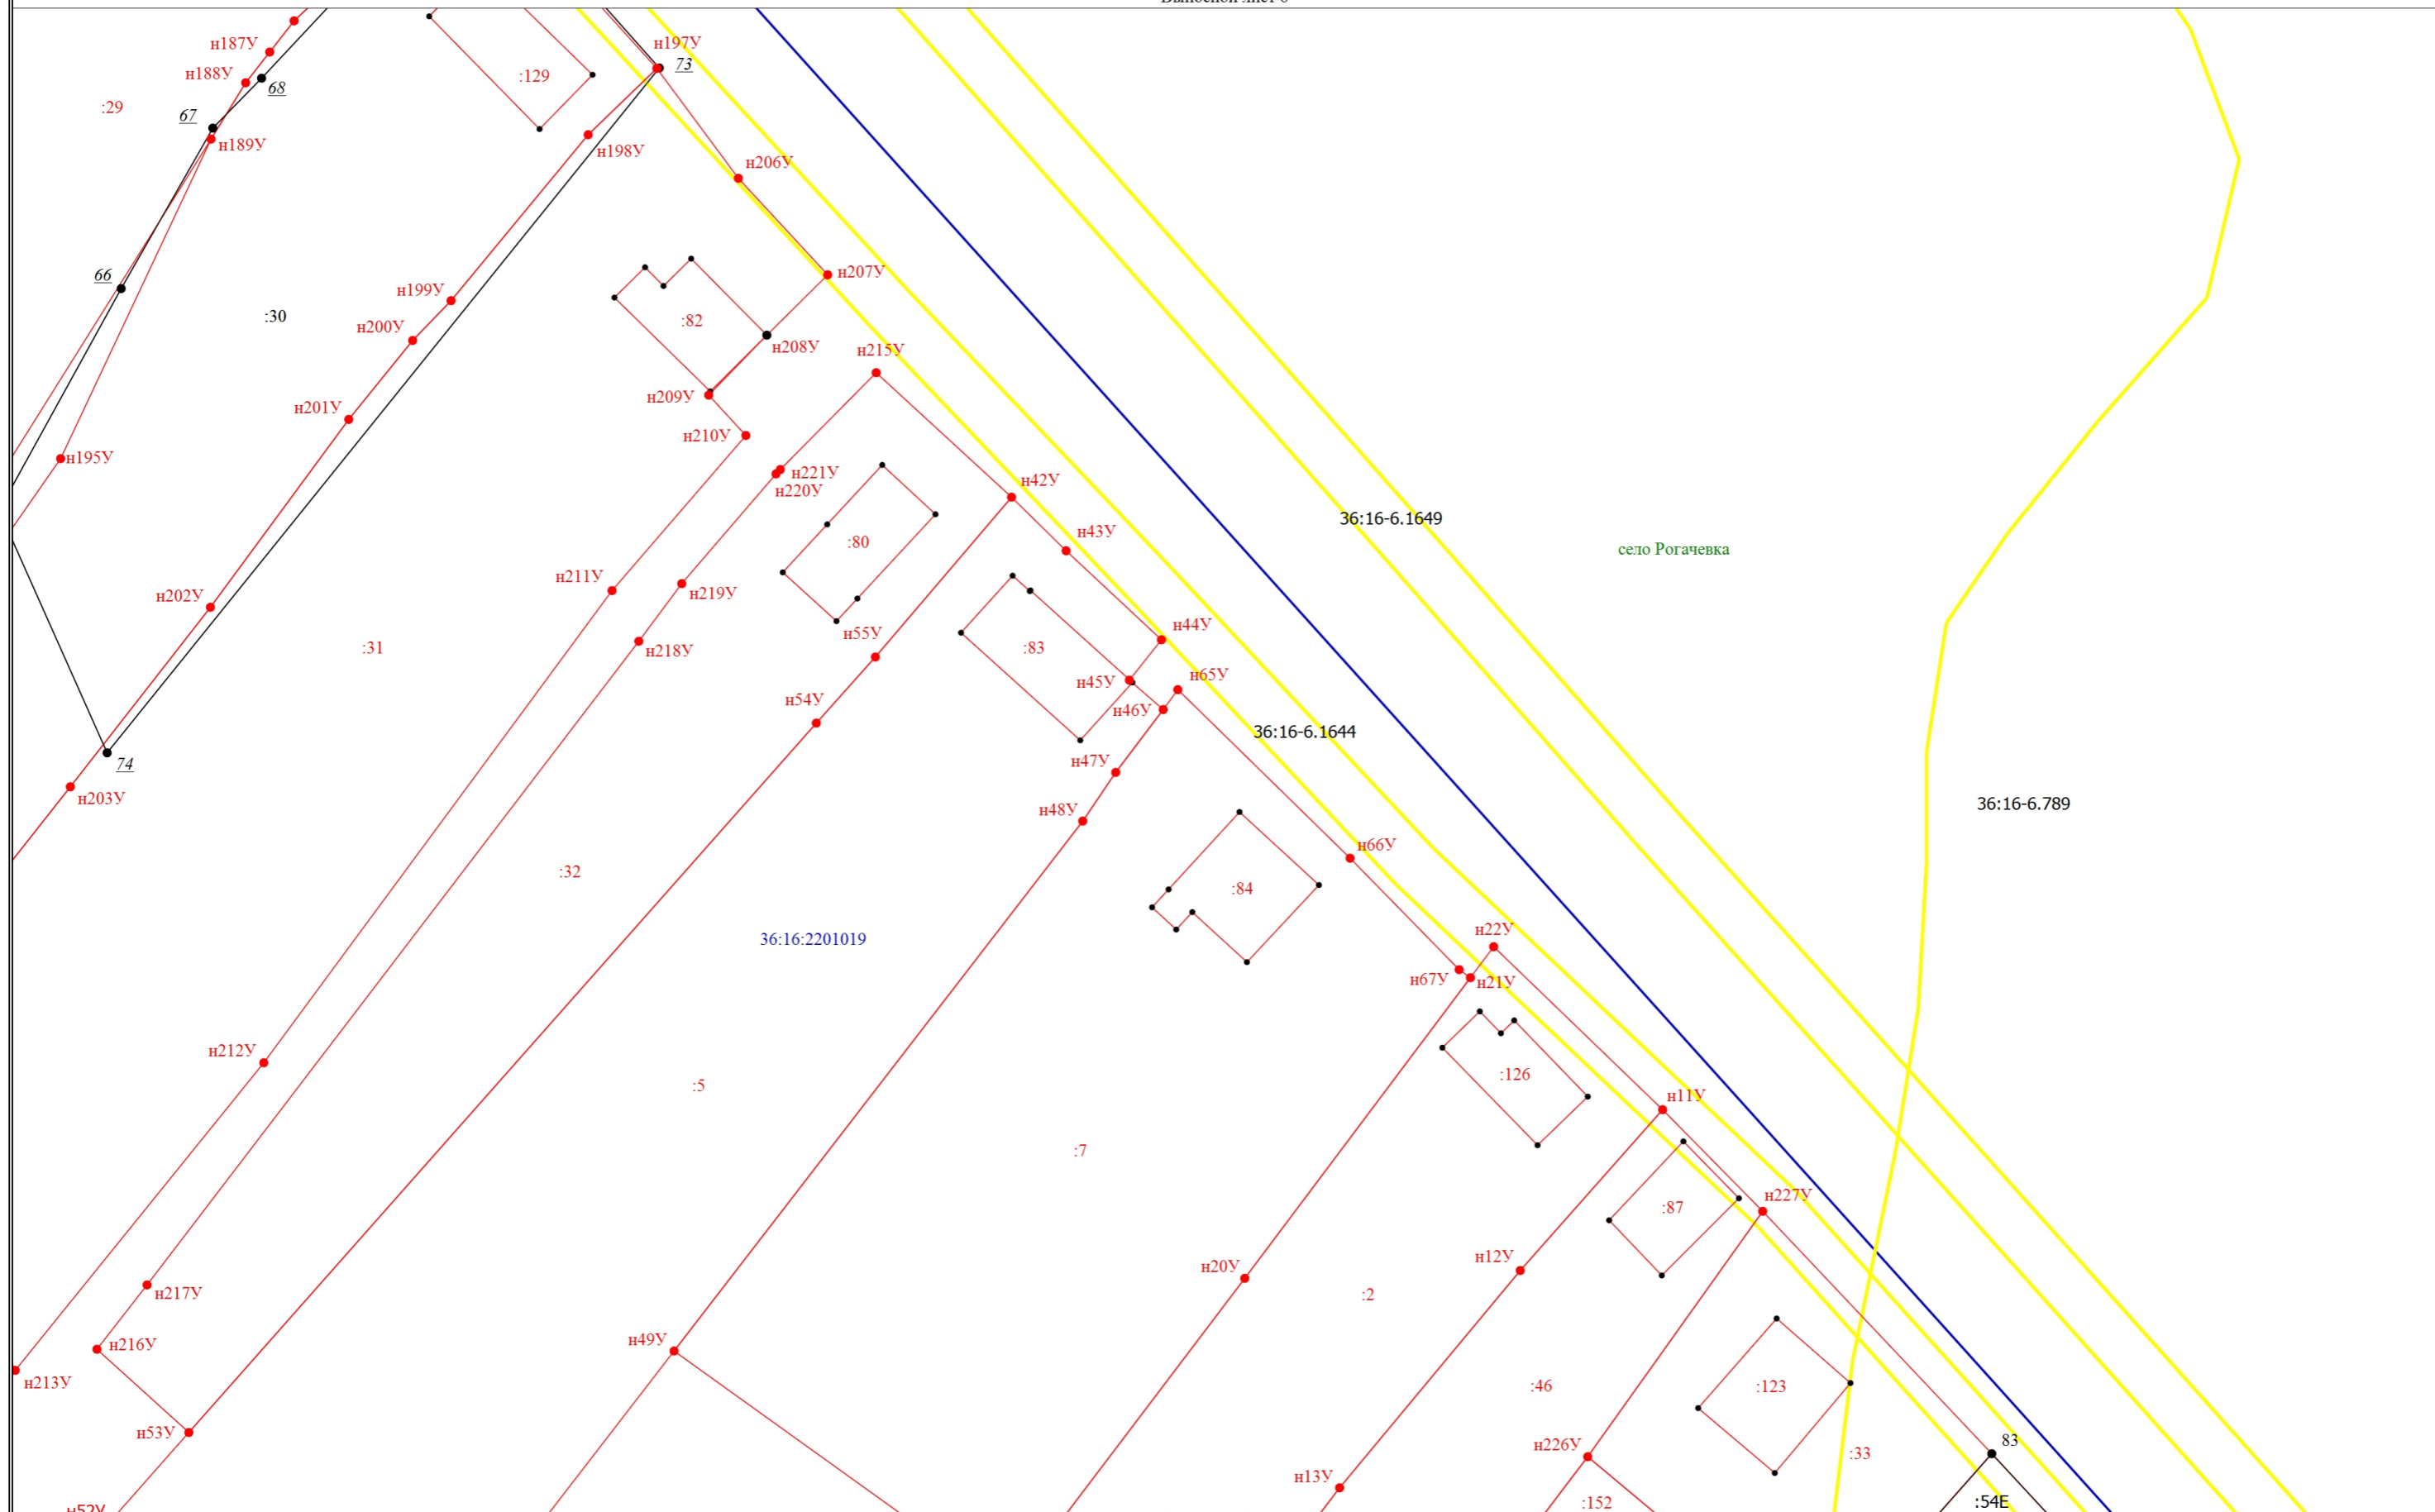 н187У
н197У
73
н188У
68
:129
:29
67
н189У
н198У
н206У
66
н207У
н199У
:30
н200У
:82
н208У
н215У
н209У
н201У
н210У
н195У
н221У
н220У
н42У
36:16-6.1649
н43У
:80
село Рогачевка
н211У
н219У
н202У
н55У
н44У
:31
н218У
:83
н45У
н65У
н54У
н46У
36:16-6.1644
74
н47У
н203У
36:16-6.789
н48У
н66У
:32
:84
н22У
36:16:2201019
н67У
н21У
н212У
:126
:5
н11У
:7
н227У
:87
н12У
н20У
н217У
:2
н49У
н216У
н213У
:46
:123
н53У
83
н226У
:33
н13У
:54Е
:152
н52У